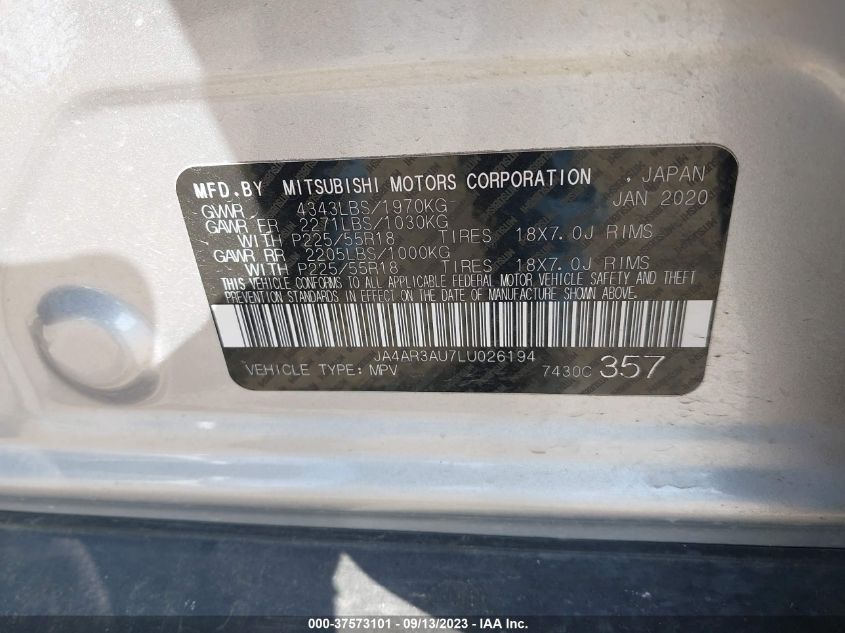 MFD.BY MITSUBISHI MOTORS CORPORATION , JAPAN
GVWR , 4343LBS/1970KG JAN 2020
GAWR FR 2271LBS/1030KG
WITH P225/55R18 TIRES 18X7.0J RIMS
GAWR RR 2205LBS/1000KG
WITH P225/55R18 TIRES 18X7.0J RIMS
THIS VEHICLE CONFORMS TO ALL APPLICABLE FEDERAL MOTOR VEHICLE SAFETY AND THEFT
PREVENTION STANDARDS IN EFFECT ON THE DATE OF MANUFACTURE SHOWN ABOVE.
JA4AR3AU7LU026194
VEHICLE TYPE: MPV 7430C 357
000-37573101 - 09/13/2023 - IAA Inc.